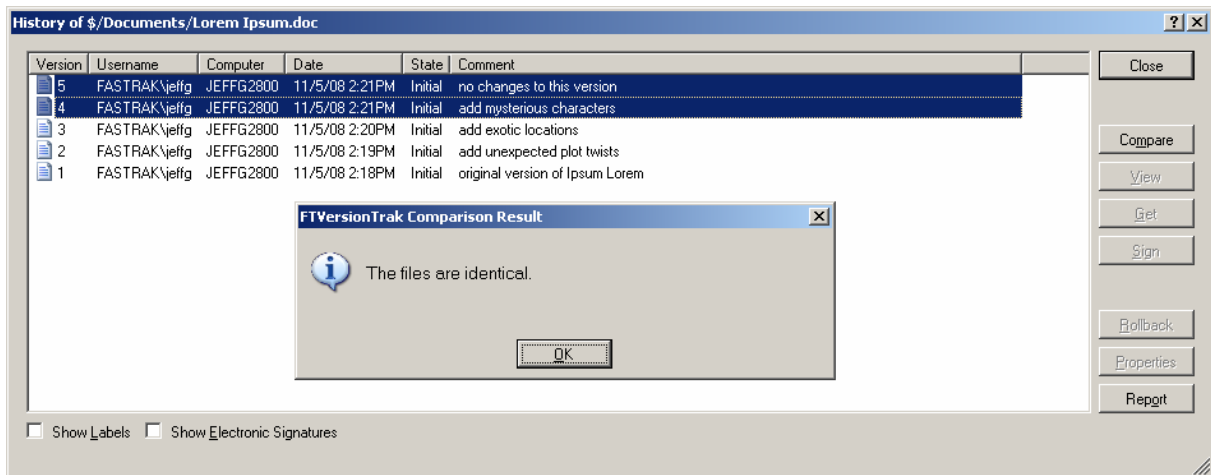 History of $/Documents/Lorem Ipsum.doc
Version Username Computer Date State Comment
5 FASTRAK\jeffg JEFFG2800 11/5/08 2:21PM Initial no changes to this version
4 FASTRAK\jeffg JEFFG2800 11/5/08 2:21PM Initial add mysterious characters
3 FASTRAK\jeffg JEFFG2800 11/5/08 2:20PM Initial add exotic locations
2 FASTRAK\jeffg JEFFG2800 11/5/08 2:19PM Initial add unexpected plot twists
1 FASTRAK\jeffg JEFFG2800 11/5/08 2:18PM Initial original version of Ipsum Lorem
FTVersionTrak Comparison Result
The files are identical.
OK
Close
Compare
View
Get
Sign
Rollback
Properties
Report
Show Labels Show Electronic Signatures